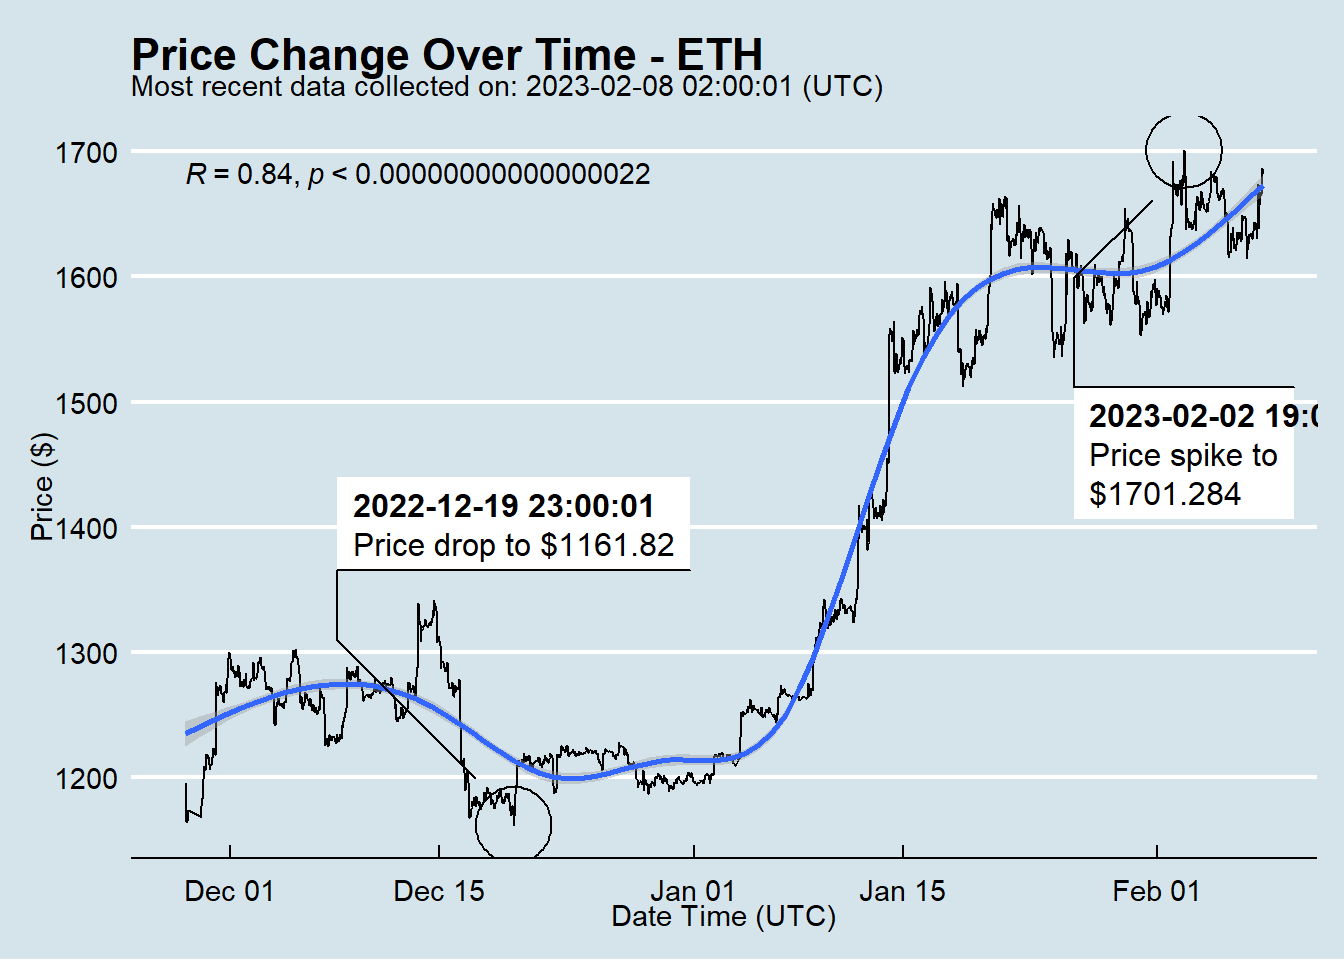 Price Change Over Time - ETH
Most recent data collected on: 2023-02-08 02:00:01 (UTC)
R = 0.84, p < 0.00000000000000022
1700
1600
1500
1400
1300
1200
Price ($)
2023-02-02 19:0
Price spike to
$1701.284
2022-12-19 23:00:01
Price drop to $1161.82
Dec 01
Dec 15
Jan 01
Jan 15
Feb 01
Date Time (UTC)